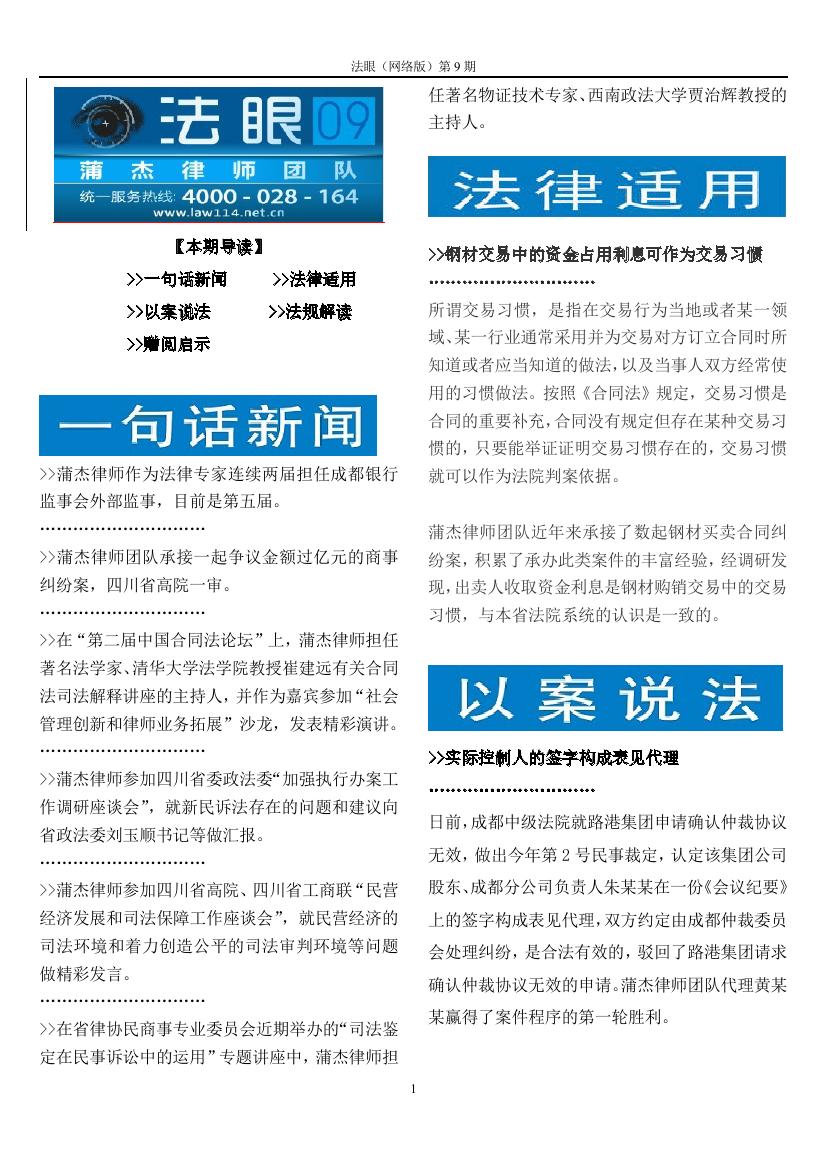 法眼（网络版）第 9 期
法眼 09
蒲杰律师团队
统一服务热线: 4000 - 028 - 164
www.law114.net.cn
【本期导读】
>>一句话新闻 >>法律适用
>>以案说法 >>法规解读
>>赠阅启示
一句话新闻
>>蒲杰律师作为法律专家连续两届担任成都银行
监事会外部监事，目前是第五届。
…………………………
>>蒲杰律师团队承接一起争议金额过亿元的商事
纠纷案，四川省高院一审。
…………………………
>>在“第二届中国合同法论坛”上，蒲杰律师担任
著名法学家、清华大学法学院教授崔建远有关合同
法司法解释讲座的主持人，并作为嘉宾参加“社会
管理创新和律师业务拓展”沙龙，发表精彩演讲。
…………………………
>>蒲杰律师参加四川省委政法委“加强执行办案工
作调研座谈会”，就新民诉法存在的问题和建议向
省政法委刘玉顺书记等做汇报。
…………………………
>>蒲杰律师参加四川省高院、四川省工商联“民营
经济发展和司法保障工作座谈会”，就民营经济的
司法环境和着力创造公平的司法审判环境等问题
做精彩发言。
…………………………
>>在省律协民商事专业委员会近期举办的“司法鉴
定在民事诉讼中的运用”专题讲座中，蒲杰律师担
任著名物证技术专家、西南政法大学贾治辉教授的
主持人。
法律适用
>>钢材交易中的资金占用利息可作为交易习惯
…………………………
所谓交易习惯，是指在交易行为当地或者某一领
域、某一行业通常采用并为交易对方订立合同时所
知道或者应当知道的做法，以及当事人双方经常使
用的习惯做法。按照《合同法》规定，交易习惯是
合同的重要补充，合同没有规定但存在某种交易习
惯的，只要能举证证明交易习惯存在的，交易习惯
就可以作为法院判案依据。
蒲杰律师团队近年来承接了数起钢材买卖合同纠
纷案，积累了承办此类案件的丰富经验，经调研发
现，出卖人收取资金利息是钢材购销交易中的交易
习惯，与本省法院系统的认识是一致的。
以案说法
>>实际控制人的签字构成表见代理
…………………………
日前，成都中级法院就路港集团申请确认仲裁协议
无效，做出今年第 2 号民事裁定，认定该集团公司
股东、成都分公司负责人朱某某在一份《会议纪要》
上的签字构成表见代理，双方约定由成都仲裁委员
会处理纠纷，是合法有效的，驳回了路港集团请求
确认仲裁协议无效的申请。蒲杰律师团队代理黄某
某赢得了案件程序的第一轮胜利。
1